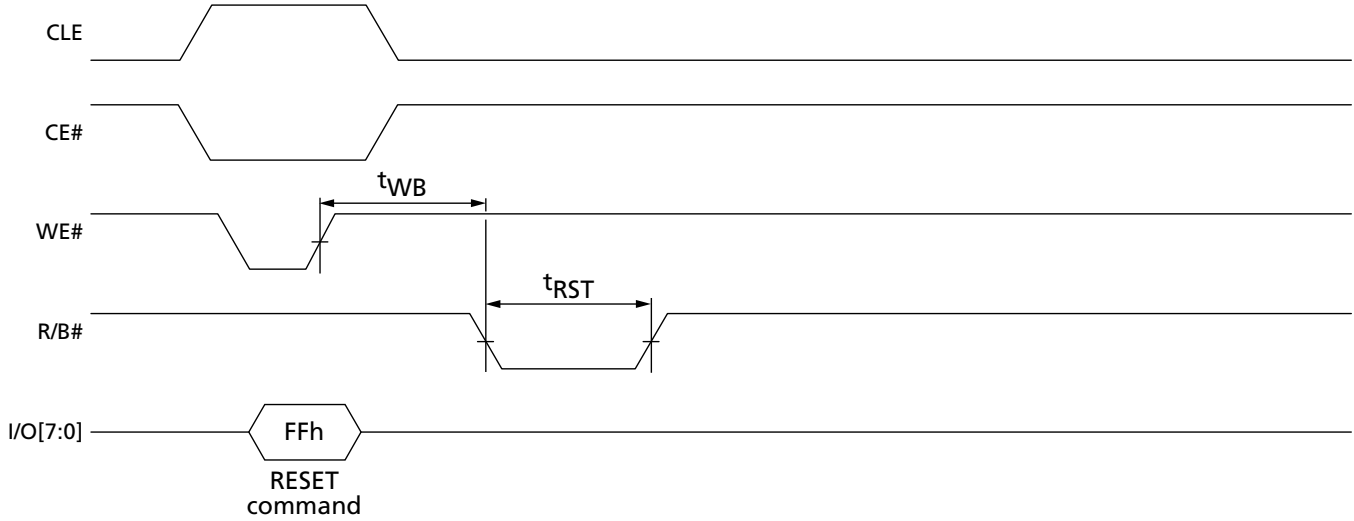 CLE
CE#
tWB
WE#
tRST
R/B#
I/O[7:0]
FFh
RESET
command